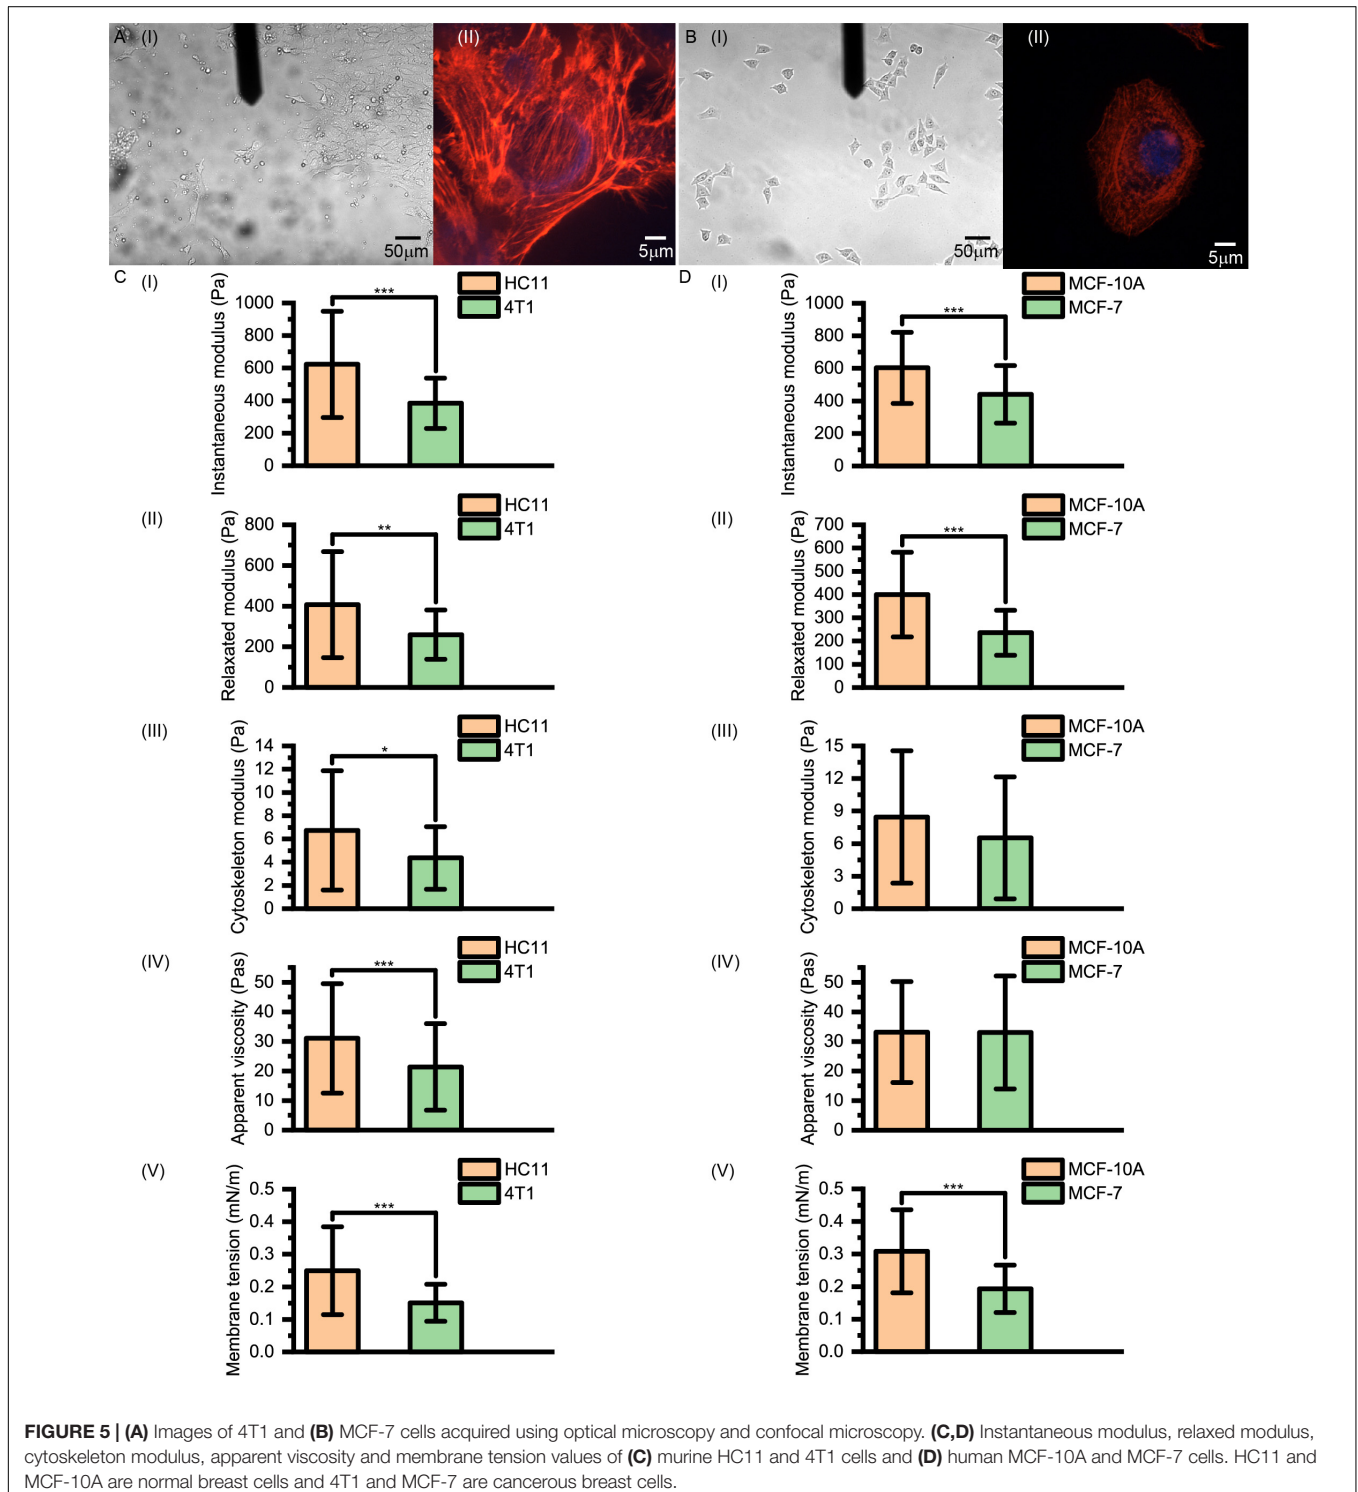 A (I)
(II)
B (I)
(II)
50μm
5μm
50μm
5μm
C (I)
HC11
4T1
Instantaneous modulus (Pa)
1000
800
600
400
200
0
***
D (I)
MCF-10A
MCF-7
Instantaneous modulus (Pa)
1000
800
600
400
200
0
***
(II)
HC11
4T1
Relaxated modulus (Pa)
800
600
400
200
0
**
(II)
MCF-10A
MCF-7
Relaxated modulus (Pa)
700
600
500
400
300
200
100
0
***
(III)
HC11
4T1
Cytoskeleton modulus (Pa)
14
12
10
8
6
4
2
0
*
(III)
MCF-10A
MCF-7
Cytoskeleton modulus (Pa)
15
12
9
6
3
0
(IV)
HC11
4T1
Apparent viscosity (Pas)
50
40
30
20
10
0
***
(IV)
MCF-10A
MCF-7
Apparent viscosity (Pas)
50
40
30
20
10
0
(V)
HC11
4T1
Membrane tension (mN/m)
0.5
0.4
0.3
0.2
0.1
0.0
***
(V)
MCF-10A
MCF-7
Membrane tension (mN/m)
0.5
0.4
0.3
0.2
0.1
0.0
***
FIGURE 5 | (A) Images of 4T1 and (B) MCF-7 cells acquired using optical microscopy and confocal microscopy. (C,D) Instantaneous modulus, relaxed modulus,
cytoskeleton modulus, apparent viscosity and membrane tension values of (C) murine HC11 and 4T1 cells and (D) human MCF-10A and MCF-7 cells. HC11 and
MCF-10A are normal breast cells and 4T1 and MCF-7 are cancerous breast cells.